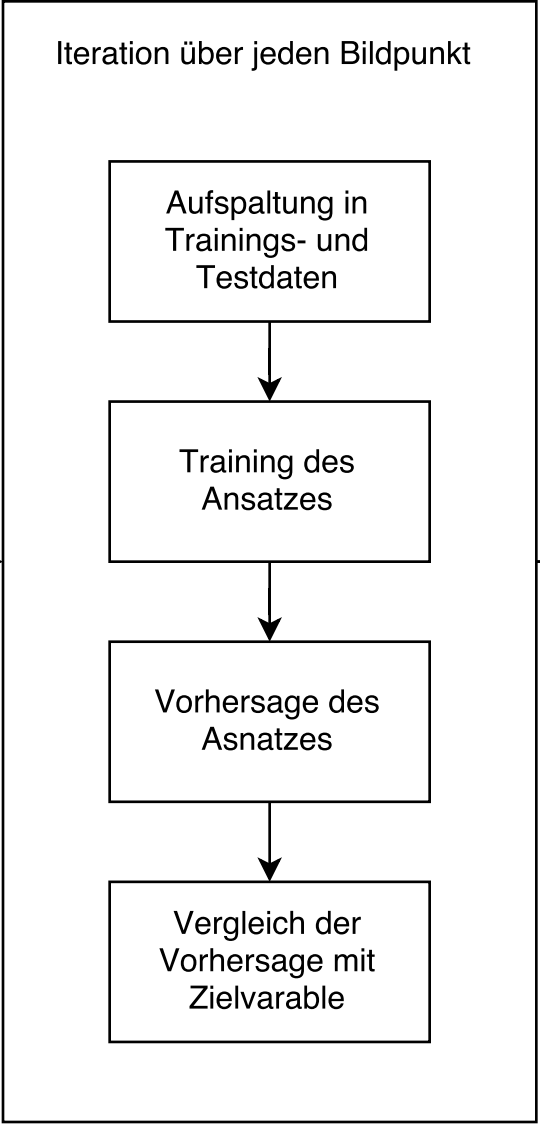 Iteration über jeden Bildpunkt
Aufspaltung in
Trainings- und
Testdaten
Training des
Ansatzes
Vorhersage des
Asnatzes
Vergleich der
Vorhersage mit
Zielvarable